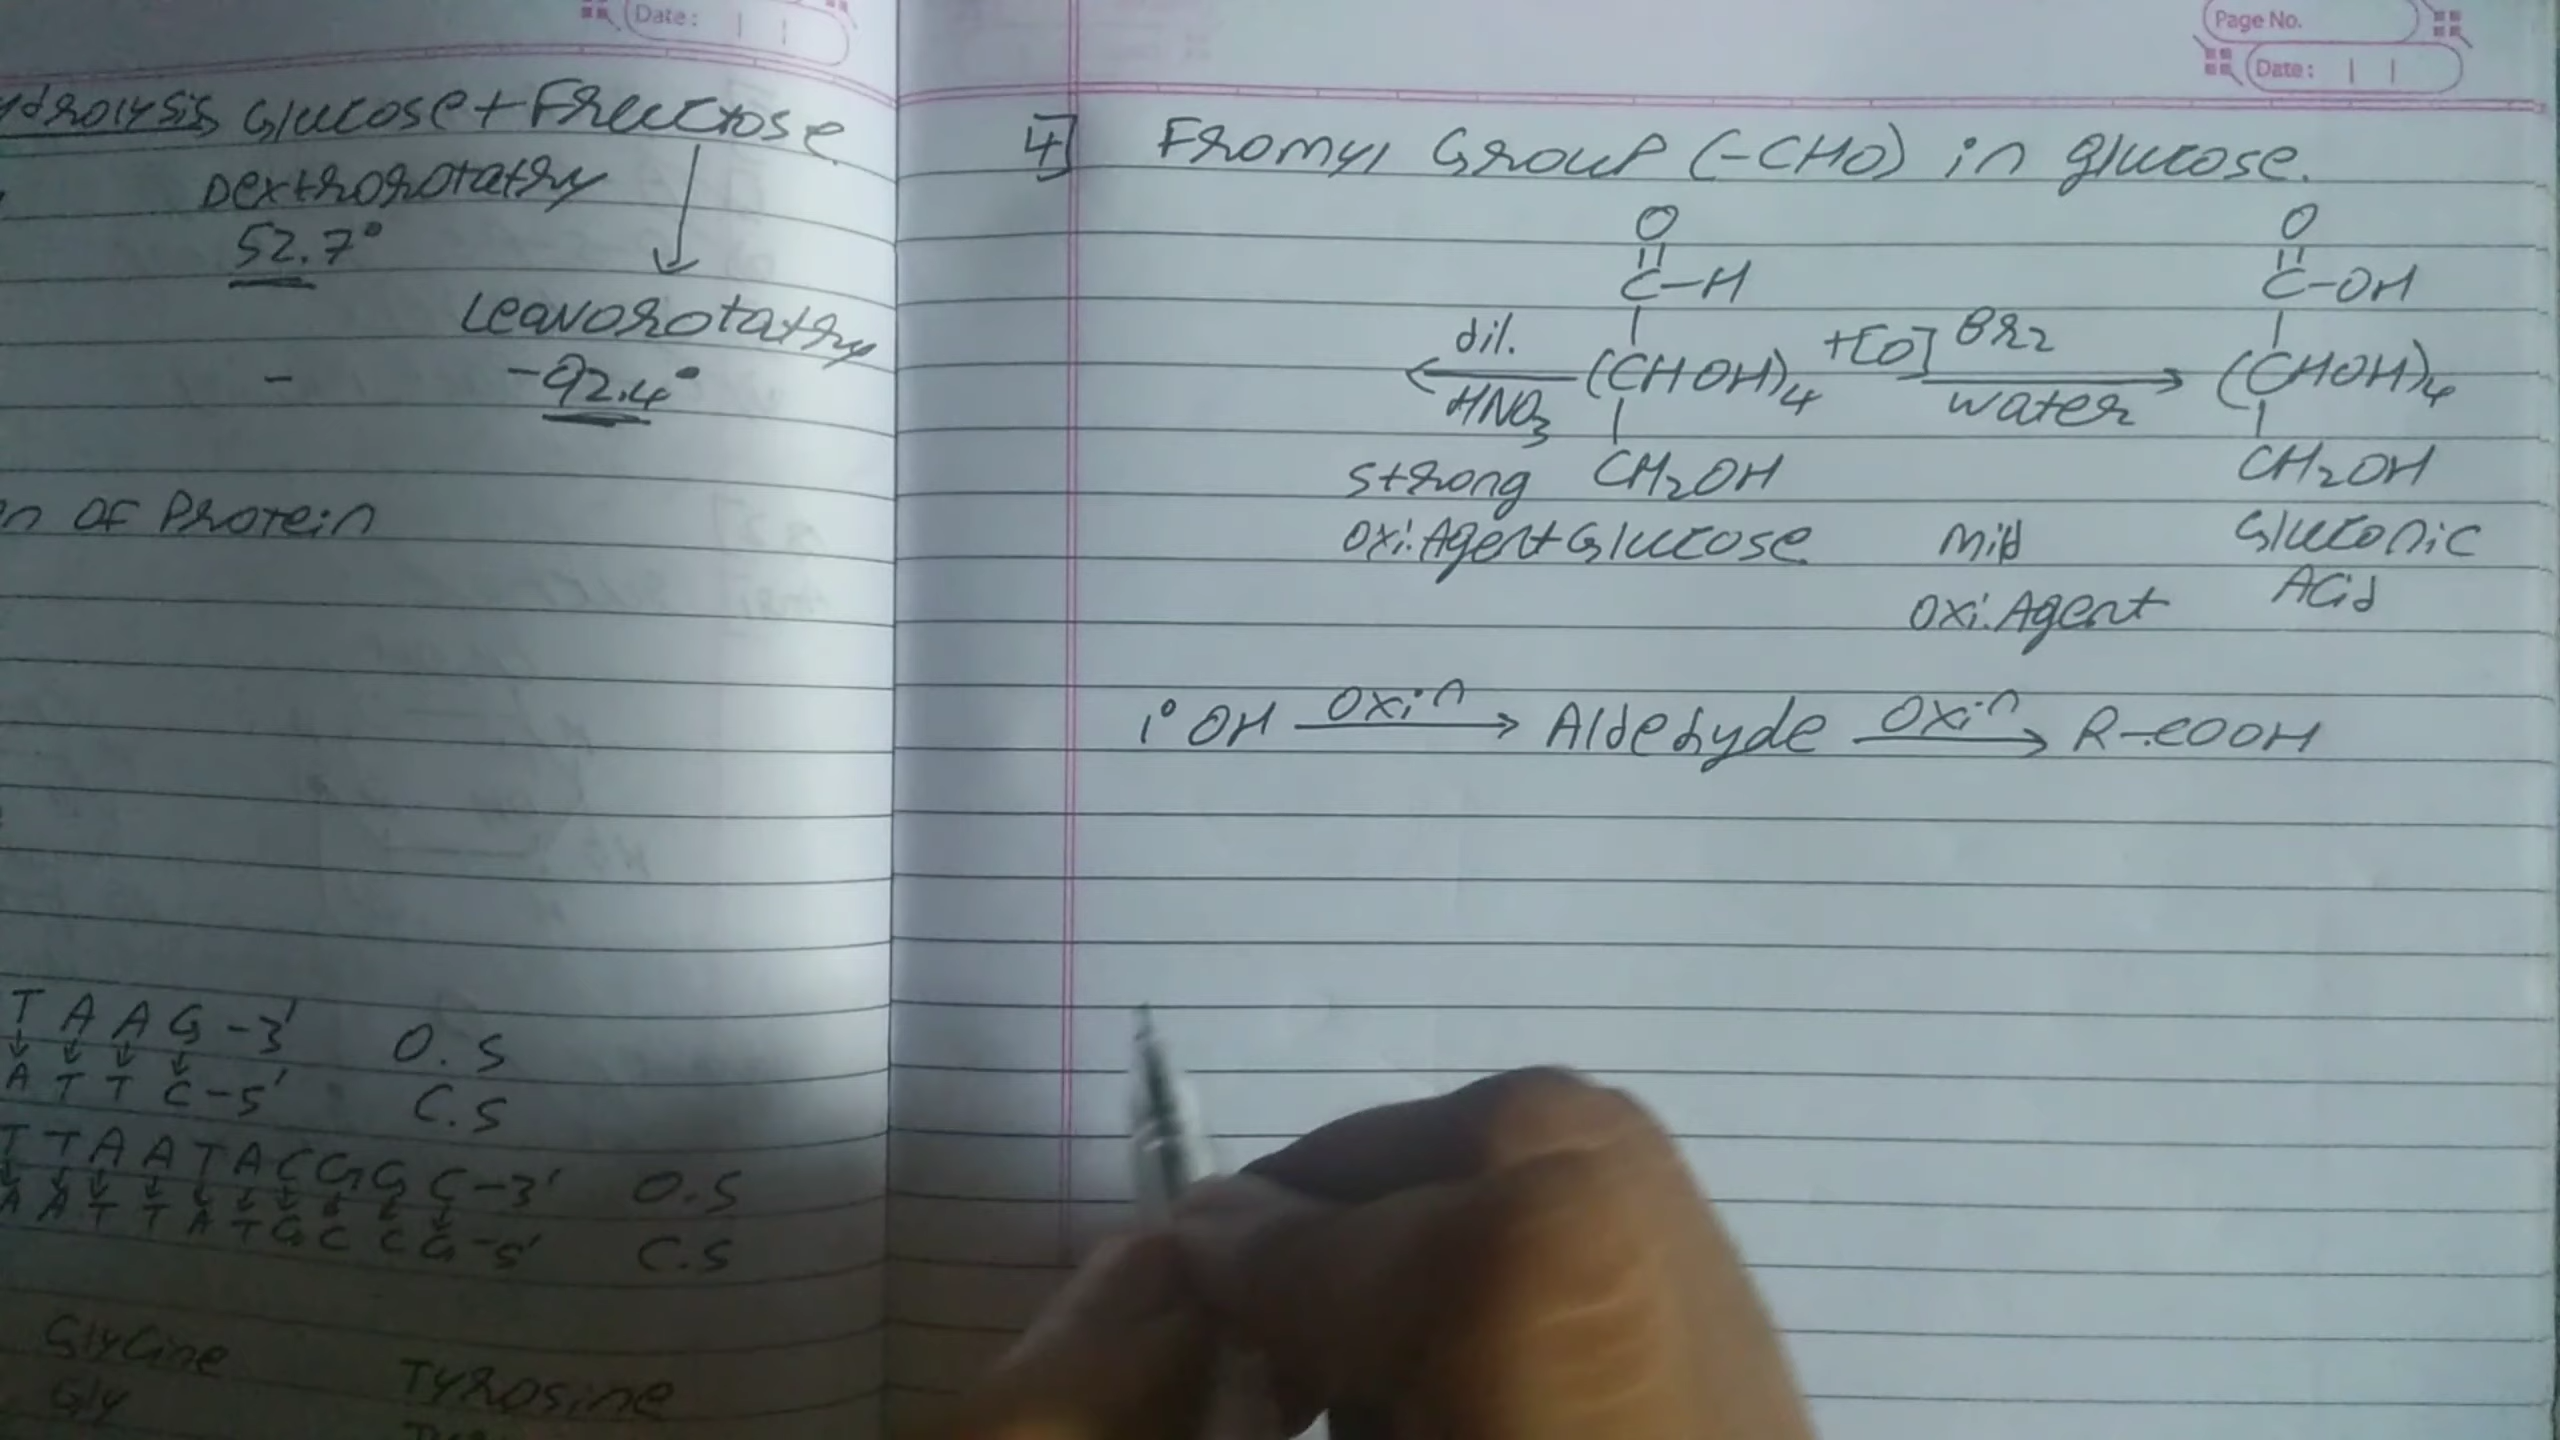 Date:
ydrolysis Glucose + Fructose
Dextrorotatry
52.7°
Leavorotatry
- -92.4°
n OF Protein
T A A G -3' O.S
A T T C -5' C.S
T T A A T A C G G C -3' O.S
A A T T A T G C C G -5' C.S
Glycine Tyrosine
Gly
Page No.
Date:
4] Fromyl Group (-CHO) in glucose.
O O
C-H C-OH
dil. HNO3 (CHOH)4 +[O] Br2 water (CHOH)4
strong CH2OH CH2OH
Oxi. Agent Glucose Mild Gluconic
Oxi. Agent Acid
1° OH Oxi^n Aldehyde Oxi^n R-COOH